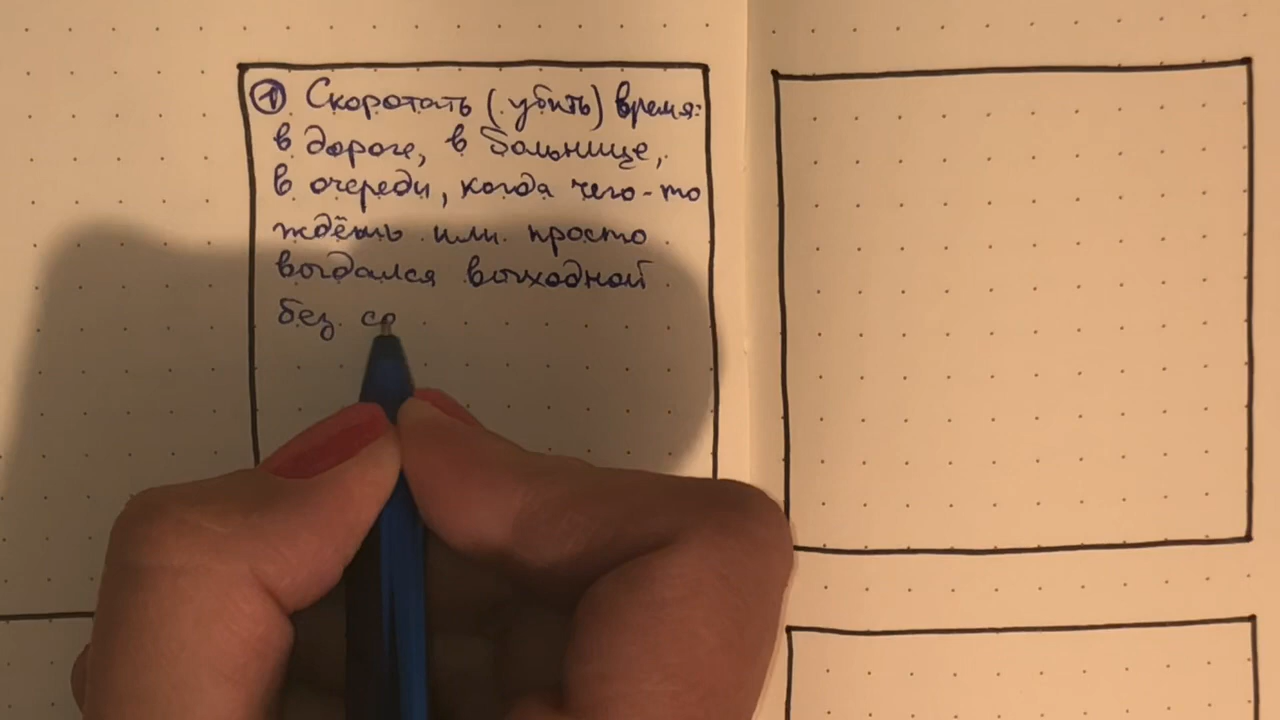 ① Скоротать (убить) время:
в дороге, в больнице,
в очереди, когда чего-то
ждёшь или просто
выдался выходной
без со